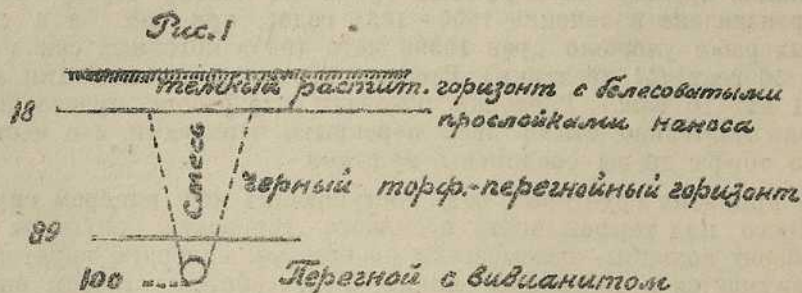 Рис. 1
темный растит. горизонт с белесоватыми
18
прослойками наноса
Смесь
Черный торф.-перегнойный горизонт
89
100
Перегной с вивианитом